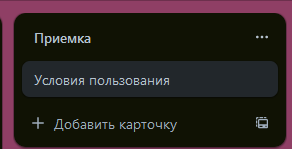 Приемка
Условия пользования
Добавить карточку